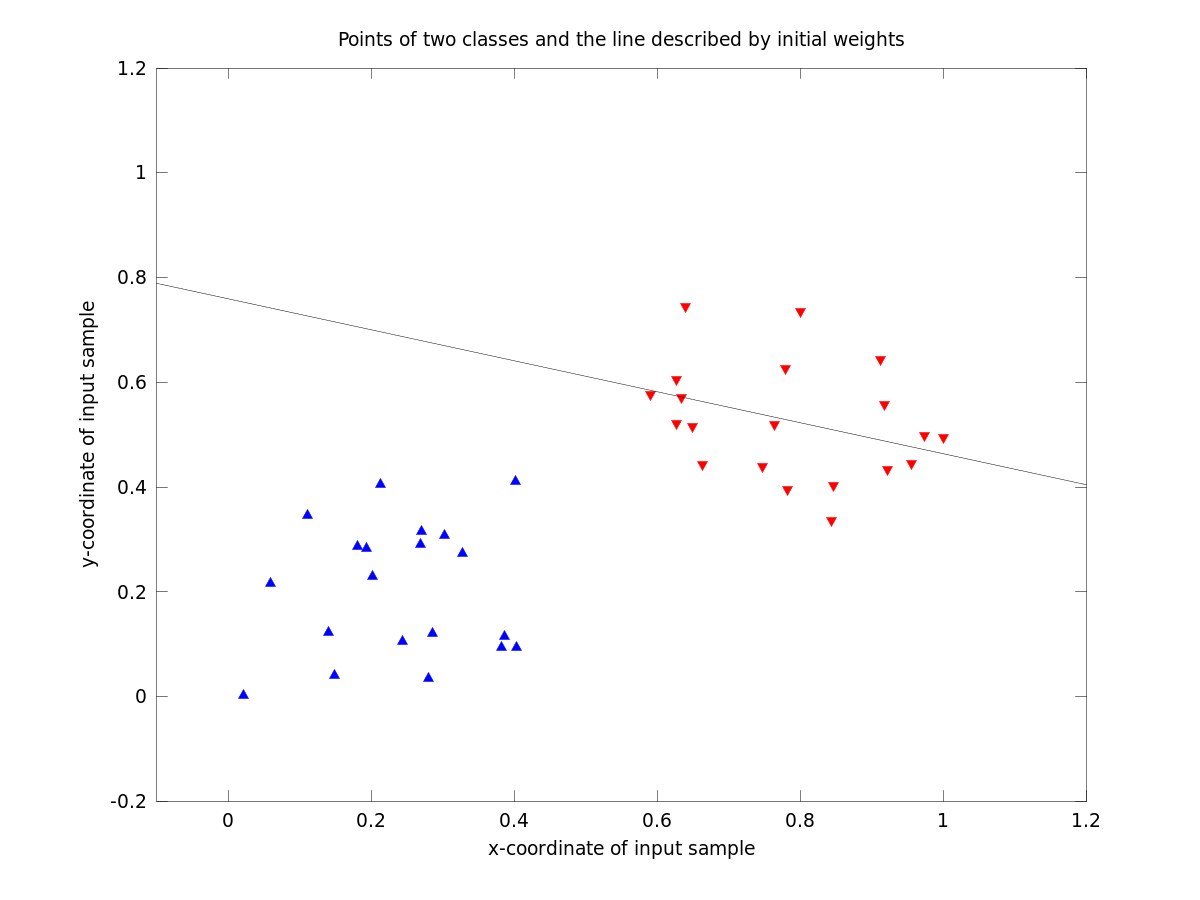 Points of two classes and the line described by initial weights
1.2
1
0.8
0.6
0.4
0.2
0
-0.2
y-coordinate of input sample
0 0.2 0.4 0.6 0.8 1 1.2
x-coordinate of input sample